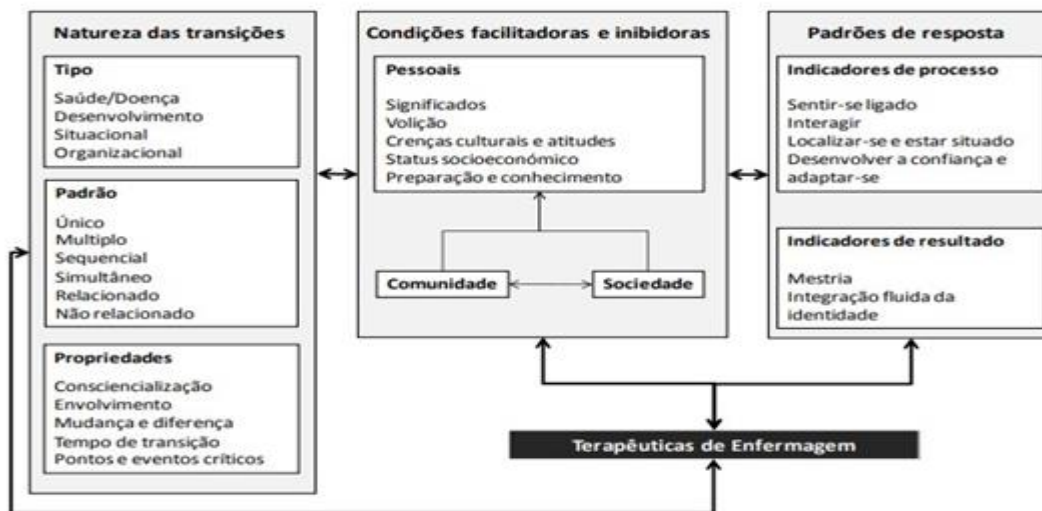 Natureza das transições
Tipo
Saúde/Doença
Desenvolvimento
Situacional
Organizacional
Padrão
Único
Multiplo
Sequencial
Simultâneo
Relacionado
Não relacionado
Propriedades
Consciencialização
Envolvimento
Mudança e diferença
Tempo de transição
Pontos e eventos críticos
Condições facilitadoras e inibidoras
Pessoais
Significados
Volição
Crenças culturais e atitudes
Status socioeconómico
Preparação e conhecimento
Comunidade
Sociedade
Padrões de resposta
Indicadores de processo
Sentir-se ligado
Interagir
Localizar-se e estar situado
Desenvolver a confiança e
adaptar-se
Indicadores de resultado
Mestria
Integração fluida da
identidade
Terapêuticas de Enfermagem